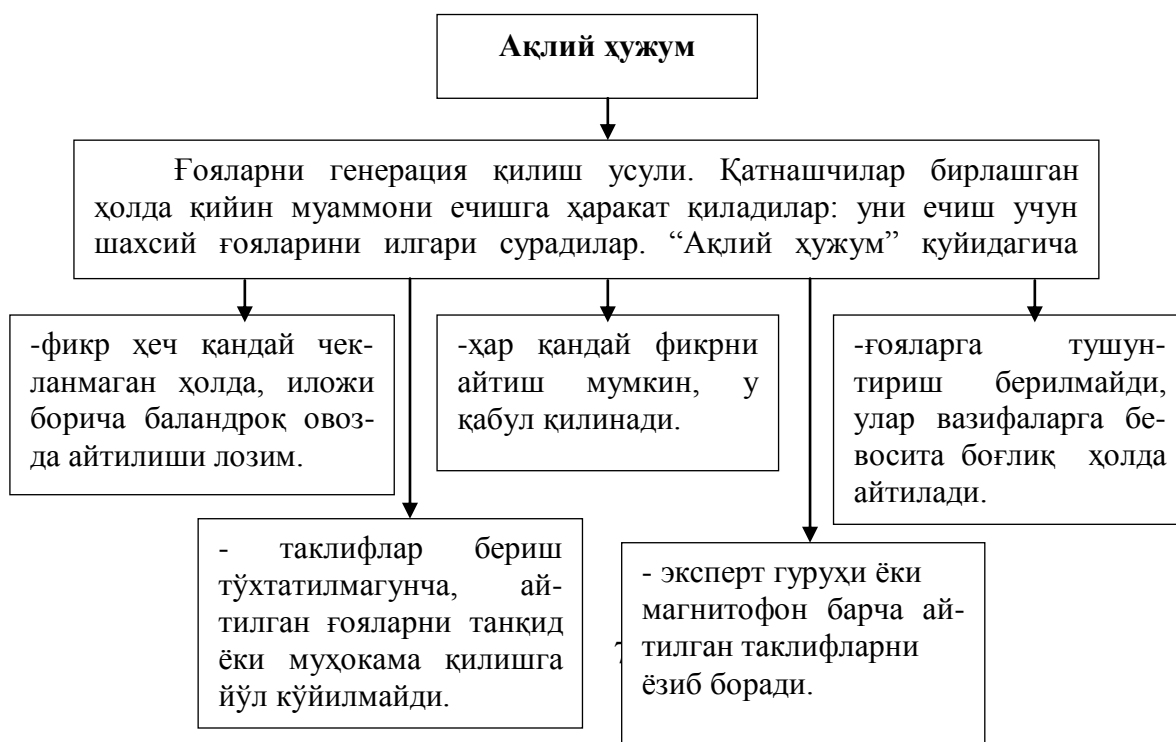 Ақлий ҳужум
Ғояларни генерация қилиш усули. Қатнашчилар бирлашган
ҳолда қийин муаммони ечишга ҳаракат қиладилар: уни ечиш учун
шахсий ғояларини илгари сурадилар. “Ақлий ҳужум” қуйидагича
-фикр ҳеч қандай чек-
ланмаган ҳолда, иложи
борича баландроқ овоз-
да айтилиши лозим.
-ҳар қандай фикрни
айтиш мумкин, у
қабул қилинади.
-ғояларга тушун-
тириш берилмайди,
улар вазифаларга бе-
восита боғлиқ ҳолда
айтилади.
- таклифлар бериш
тўхтатилмагунча, ай-
тилган ғояларни танқид
ёки муҳокама қилишга
йўл кўйилмайди.
- эксперт гуруҳи ёки
магнитофон барча ай-
тилган таклифларни
ёзиб боради.